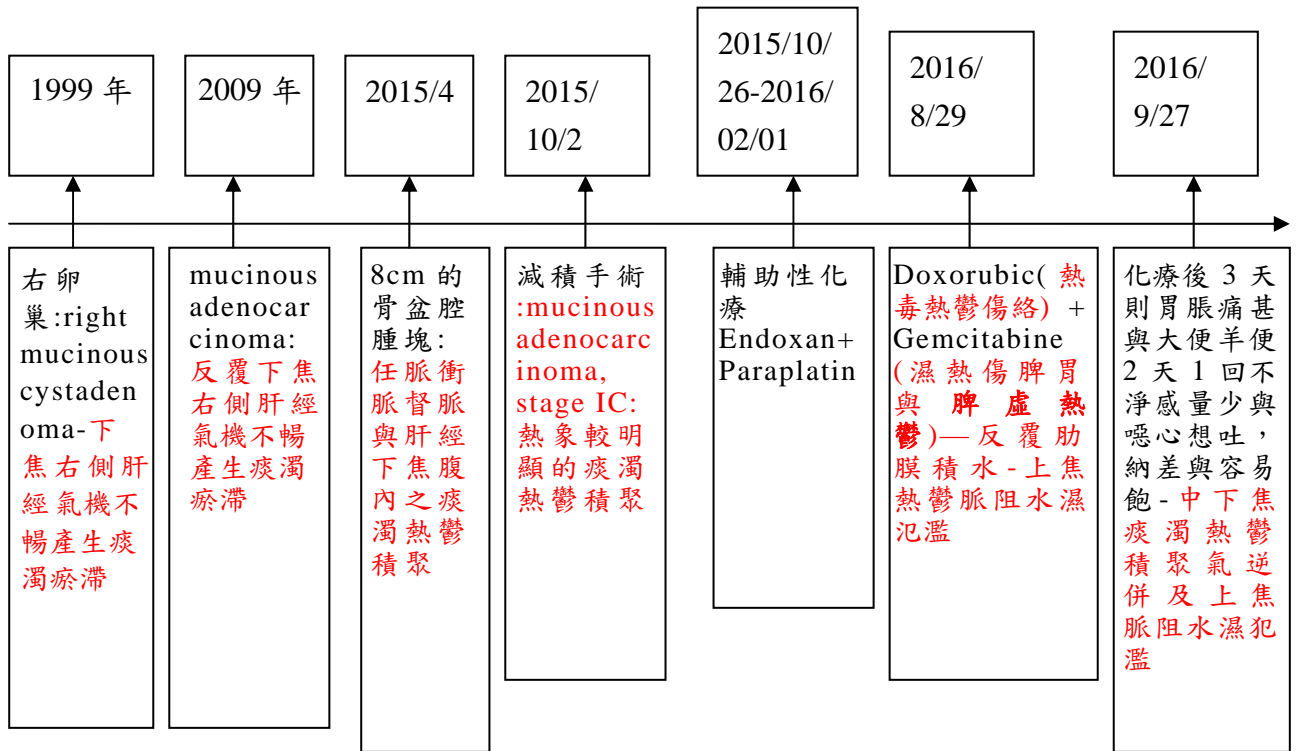 1999 年
2009 年
2015/4
2015/
10/2
2015/10/
26-2016/
02/01
2016/
8/29
2016/
9/27
右卵
巢:right
mucinous
cystaden
oma-下
焦右側肝
經氣機不
暢產生痰
濁瘀滯
mucinous
adenocar
cinoma:
反覆下焦
右側肝經
氣機不暢
產生痰濁
瘀滯
8cm 的
骨盆腔
腫塊:
任脈衝
脈督脈
與肝經
下焦腹
內之痰
濁熱鬱
積聚
減積手術
:mucinous
adenocarc
inoma,
stage IC:
熱象較明
顯的痰濁
熱鬱積聚
輔助性化
療
Endoxan+
Paraplatin
Doxorubic(熱
毒熱鬱傷絡) +
Gemcitabine
(濕熱傷脾胃
與脾虛熱
鬱)—反覆肋
膜積水-上焦
熱鬱脈阻水濕
氾濫
化療後 3 天
則胃脹痛甚
與大便羊便
2 天 1 回不
淨感量少與
噁心想吐，
納差與容易
飽-中下焦
痰濁熱鬱
積聚氣逆
併及上焦
脈阻水濕犯
濫